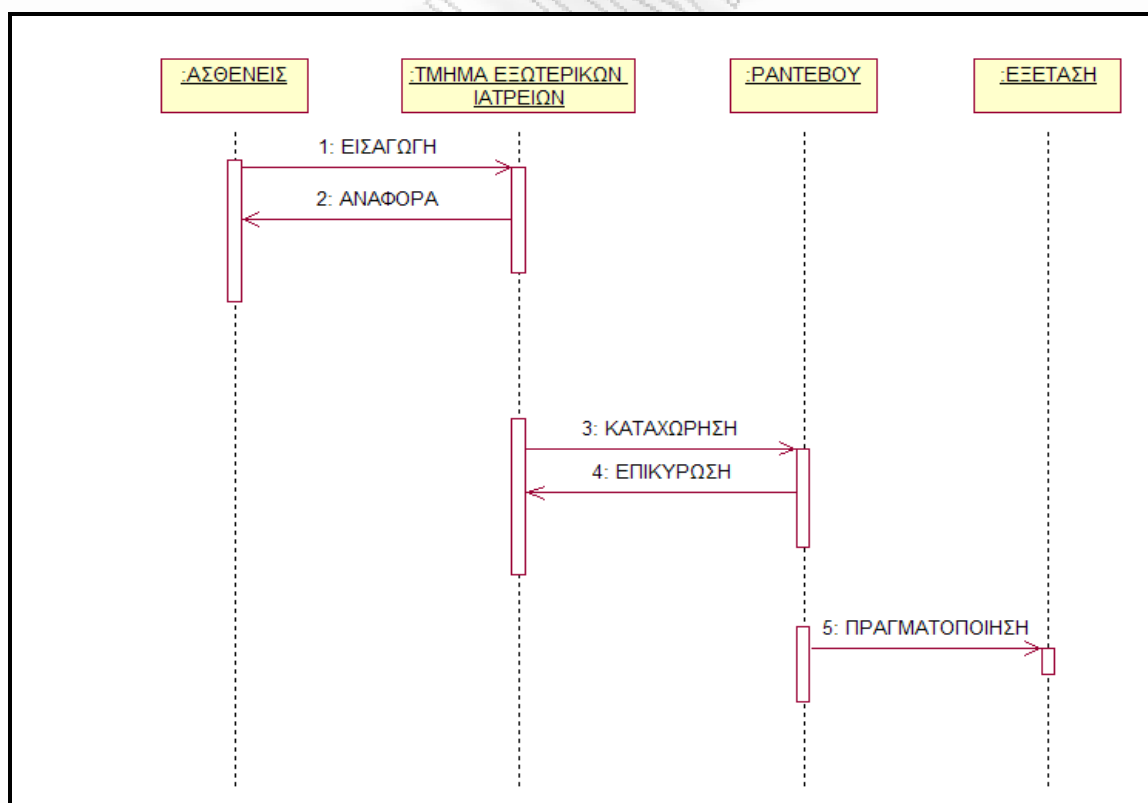 :ΑΣΘΕΝΕΙΣ
:ΤΜΗΜΑ ΕΞΩΤΕΡΙΚΩΝ
ΙΑΤΡΕΙΩΝ
:ΡΑΝΤΕΒΟΥ
:ΕΞΕΤΑΣΗ
1: ΕΙΣΑΓΩΓΗ
2: ΑΝΑΦΟΡΑ
3: ΚΑΤΑΧΩΡΗΣΗ
4: ΕΠΙΚΥΡΩΣΗ
5: ΠΡΑΓΜΑΤΟΠΟΙΗΣΗ